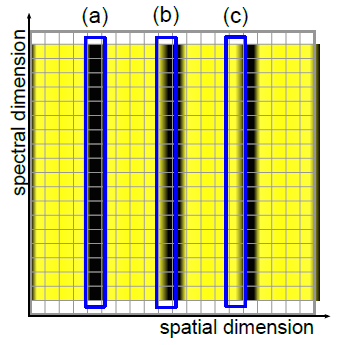 (a) (b) (c)
spectral dimension
spatial dimension